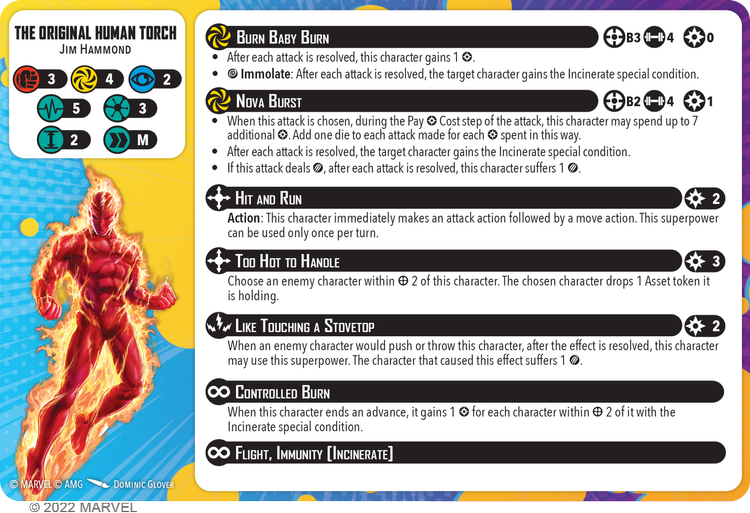 THE ORIGINAL HUMAN TORCH
JIM HAMMOND
3 4 2
5 3
2 M
BURN BABY BURN B3 4 0
• After each attack is resolved, this character gains 1 .
• Immolate: After each attack is resolved, the target character gains the Incinerate special condition.
NOVA BURST B2 4 1
• When this attack is chosen, during the Pay Cost step of the attack, this character may spend up to 7
additional . Add one die to each attack made for each spent in this way.
• After each attack is resolved, the target character gains the Incinerate special condition.
• If this attack deals , after each attack is resolved, this character suffers 1 .
HIT AND RUN 2
Action: This character immediately makes an attack action followed by a move action. This superpower
can be used only once per turn.
TOO HOT TO HANDLE 3
Choose an enemy character within 2 of this character. The chosen character drops 1 Asset token it
is holding.
LIKE TOUCHING A STOVETOP 2
When an enemy character would push or throw this character, after the effect is resolved, this character
may use this superpower. The character that caused this effect suffers 1 .
CONTROLLED BURN
When this character ends an advance, it gains 1 for each character within 2 of it with the
Incinerate special condition.
FLIGHT, IMMUNITY [INCINERATE]
© MARVEL © AMG DOMINIC GLOVER
© 2022 MARVEL